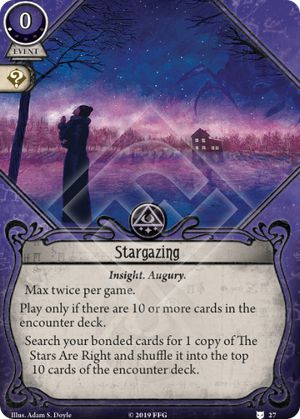 0
EVENT
?
Stargazing
Insight. Augury.
Max twice per game.
Play only if there are 10 or more cards in the
encounter deck.
Search your bonded cards for 1 copy of The
Stars Are Right and shuffle it into the top
10 cards of the encounter deck.
Illus. Adam S. Doyle
© 2019 FFG
27